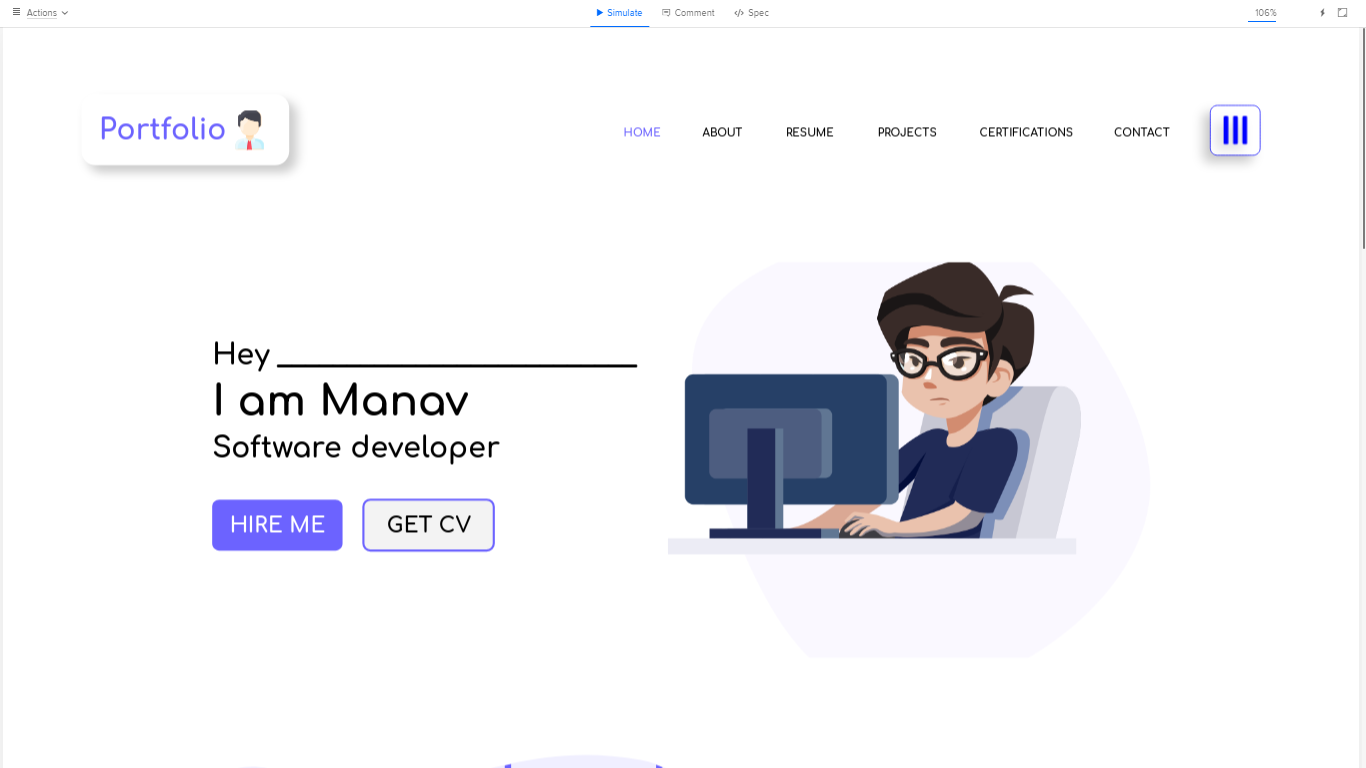 Actions
Simulate
Comment
</> Spec
106%
Portfolio
HOME ABOUT RESUME PROJECTS CERTIFICATIONS CONTACT
Hey
I am Manav
Software developer
HIRE ME
GET CV